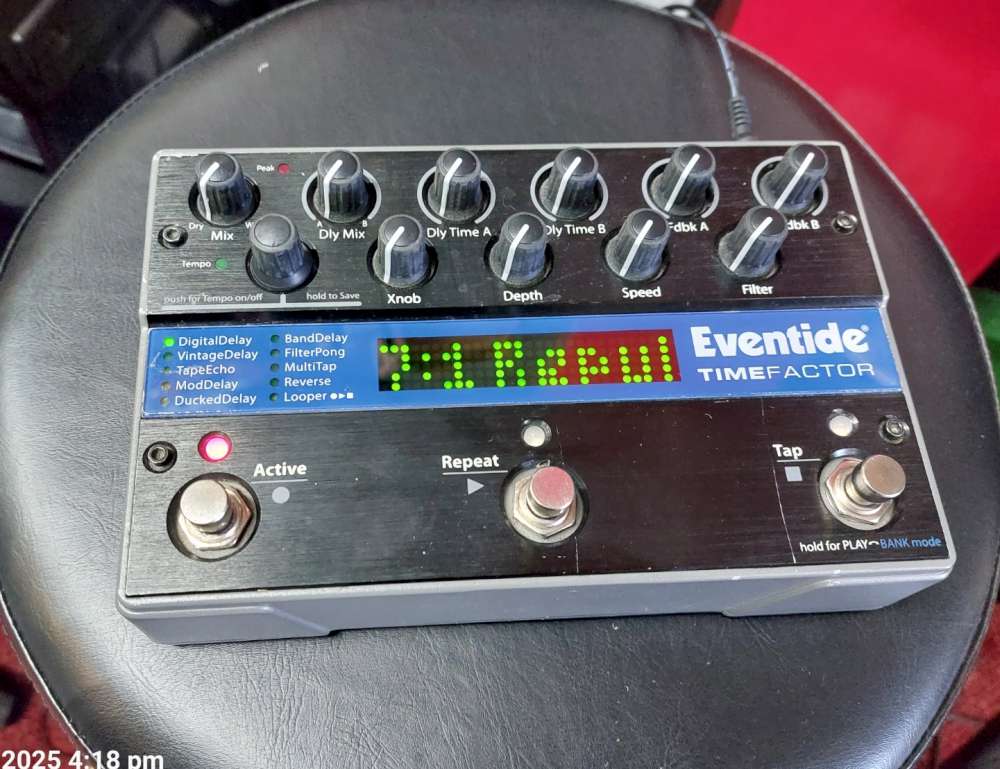 Peak
Dry
Mix
A
B
Dly Mix
Dly Time A
Dly Time B
Fdbk A
dbk B
Tempo
push for Tempo on/off
hold to Save
Xnob
Depth
Speed
Filter
DigitalDelay
VintageDelay
TapeEcho
ModDelay
DuckedDelay
BandDelay
FilterPong
MultiTap
Reverse
Looper
7:1 Repul
Eventide®
TIMEFACTOR
Active
Repeat
Tap
hold for PLAY BANK mode
2025 4:18 pm